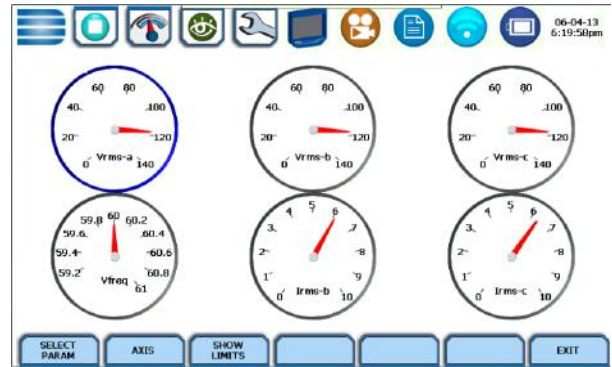 06-04-13
6:19:58pm
60 80
40 100
20 120
0 Vrms-a 140
60 80
40 100
20 120
0 Vrms-b 140
60 80
40 100
20 120
0 Vrms-c 140
59.8 60 60.2
59.6 60.4
59.4 60.6
59.2 60.8
Vfreq 61
4 5 6
3 7
2 8
1 9
0 Irms-b 10
4 5 6
3 7
2 8
1 9
0 Irms-c 10
SELECT
PARAM
AXIS
SHOW
LIMITS
EXIT